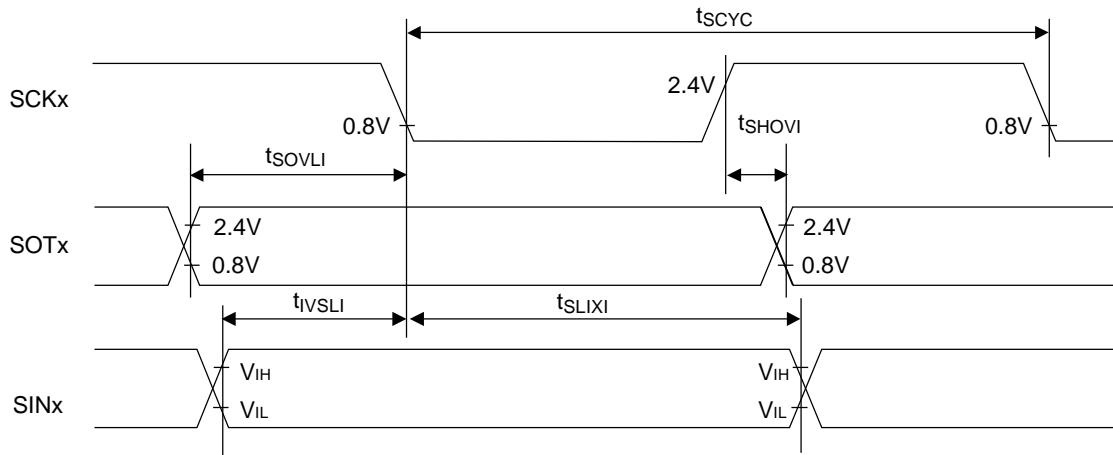 tSCYC
SCKx
2.4V
0.8V
tSHOVI
0.8V
tSOVLI
SOTx
2.4V
2.4V
0.8V
0.8V
tIVSLI
tSLIXI
SINx
VIH
VIH
VIL
VIL